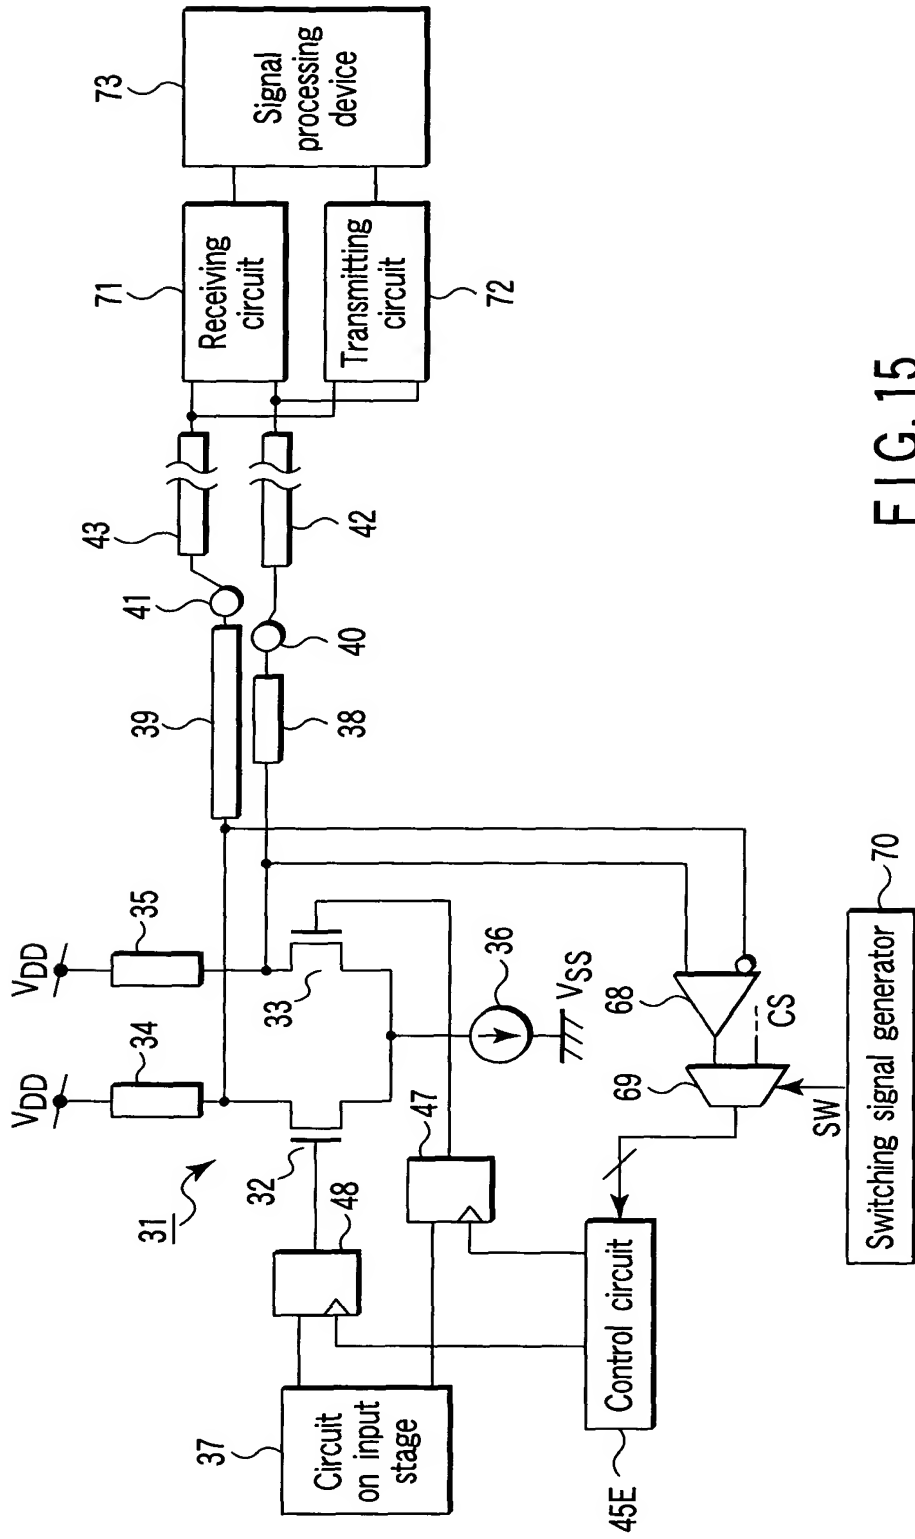 VDD
VDD
34
35
31
32
33
36
VSS
37
Circuit
on input
stage
48
47
45E
Control circuit
39
38
41
40
43
42
71
Receiving
circuit
72
Transmitting
circuit
73
Signal
processing
device
68
69
CS
SW
70
Switching signal generator
FIG. 15